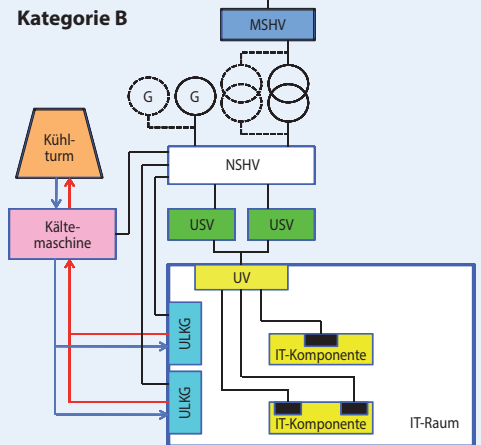 Kategorie B
MSHV
G
G
Kühl-
turm
NSHV
Kälte-
maschine
USV
USV
UV
ULKG
IT-Komponente
ULKG
IT-Komponente
IT-Raum